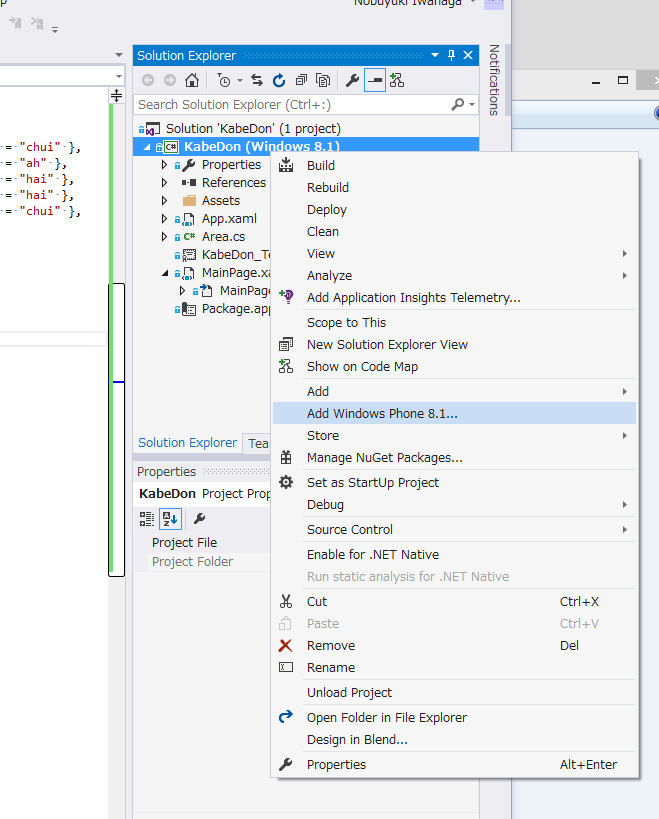 Nobuyuki Iwanaga
Solution Explorer
Search Solution Explorer (Ctrl+:)
Notifications
Solution 'KabeDon' (1 project)
KabeDon (Windows 8.1)
Properties
References
Assets
App.xaml
C# Area.cs
KabeDon_Te
MainPage.xa
MainPage
Package.app
= "chui" },
= "ah" },
= "hai" },
= "hai" },
= "chui" },
Build
Rebuild
Deploy
Clean
View
Analyze
Add Application Insights Telemetry...
Scope to This
New Solution Explorer View
Show on Code Map
Add
Add Windows Phone 8.1...
Store
Manage NuGet Packages...
Set as StartUp Project
Debug
Source Control
Enable for .NET Native
Run static analysis for .NET Native
Cut Ctrl+X
Paste Ctrl+V
Remove Del
Rename
Unload Project
Open Folder in File Explorer
Design in Blend...
Properties Alt+Enter
Solution Explorer Tea
Properties
KabeDon Project Prop
Project File
Project Folder